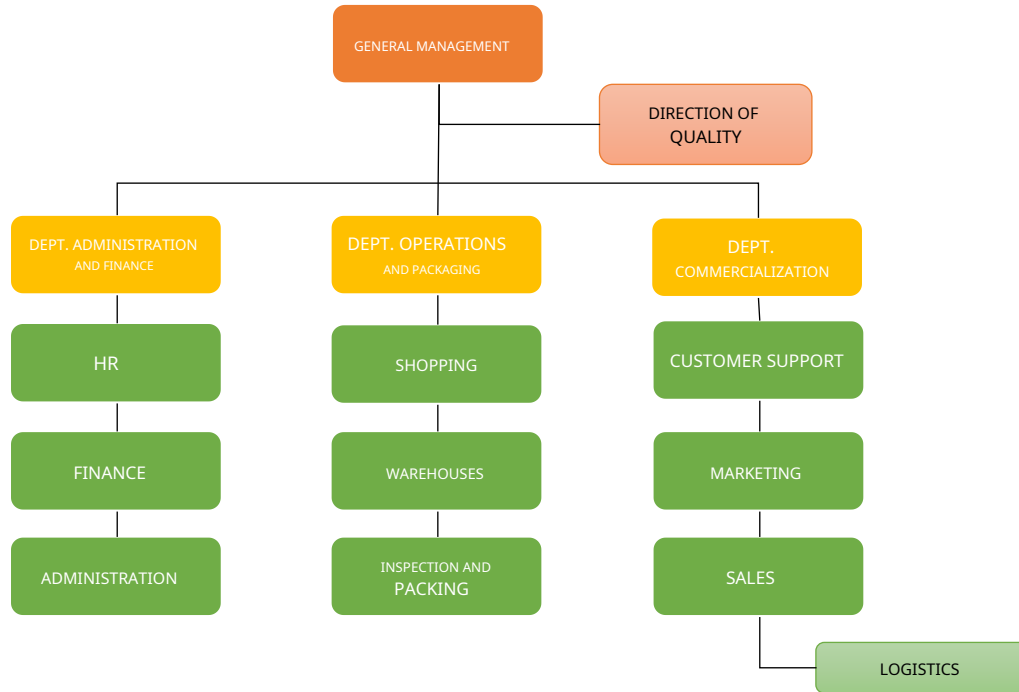 GENERAL MANAGEMENT
DIRECTION OF
QUALITY
DEPT. ADMINISTRATION
AND FINANCE
DEPT. OPERATIONS
AND PACKAGING
DEPT.
COMMERCIALIZATION
HR
SHOPPING
CUSTOMER SUPPORT
FINANCE
WAREHOUSES
MARKETING
ADMINISTRATION
INSPECTION AND
PACKING
SALES
LOGISTICS